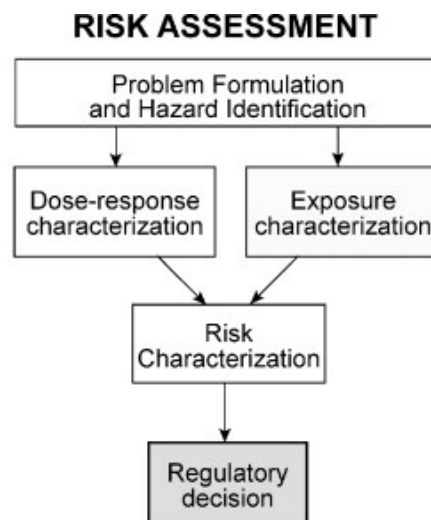 RISK ASSESSMENT
Problem Formulation
and Hazard Identification
Dose-response
characterization
Exposure
characterization
Risk
Characterization
Regulatory
decision